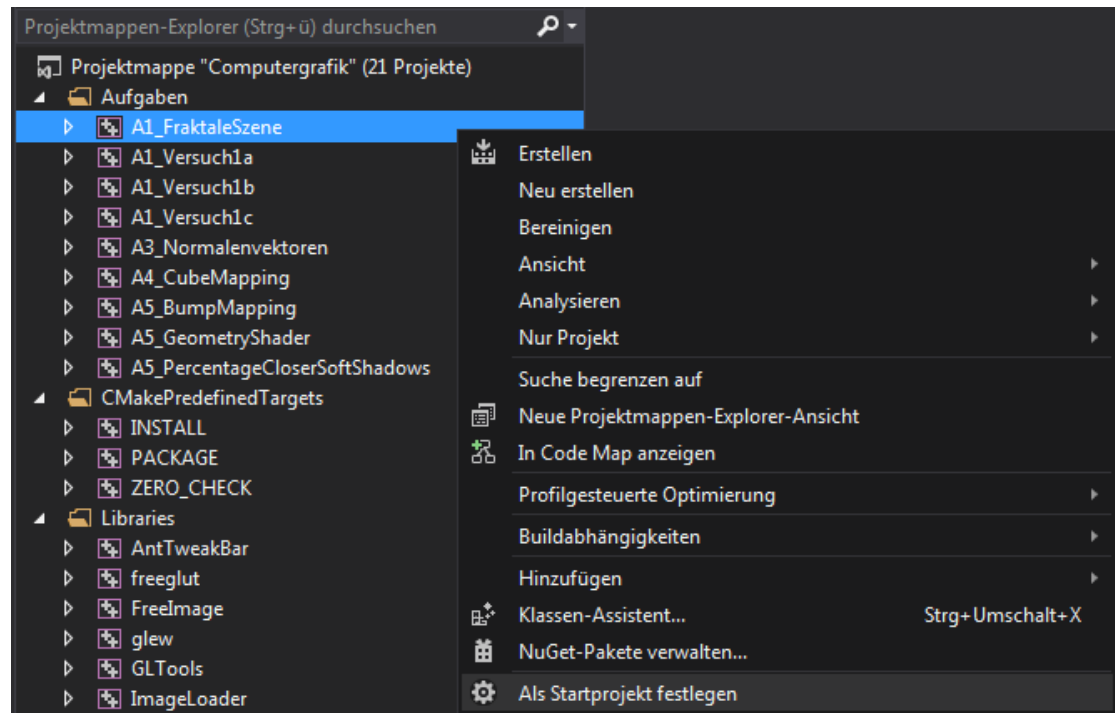 Projektmappen-Explorer (Strg+ü) durchsuchen
Projektmappe "Computergrafik" (21 Projekte)
Aufgaben
A1_FraktaleSzene
A1_Versuch1a
A1_Versuch1b
A1_Versuch1c
A3_Normalenvektoren
A4_CubeMapping
A5_BumpMapping
A5_GeometryShader
A5_PercentageCloserSoftShadows
CMakePredefinedTargets
INSTALL
PACKAGE
ZERO_CHECK
Libraries
AntTweakBar
freeglut
FreeImage
glew
GLTools
ImageLoader
Erstellen
Neu erstellen
Bereinigen
Ansicht
Analysieren
Nur Projekt
Suche begrenzen auf
Neue Projektmappen-Explorer-Ansicht
In Code Map anzeigen
Profilgesteuerte Optimierung
Buildabhängigkeiten
Hinzufügen
Klassen-Assistent... Strg+Umschalt+X
NuGet-Pakete verwalten...
Als Startprojekt festlegen